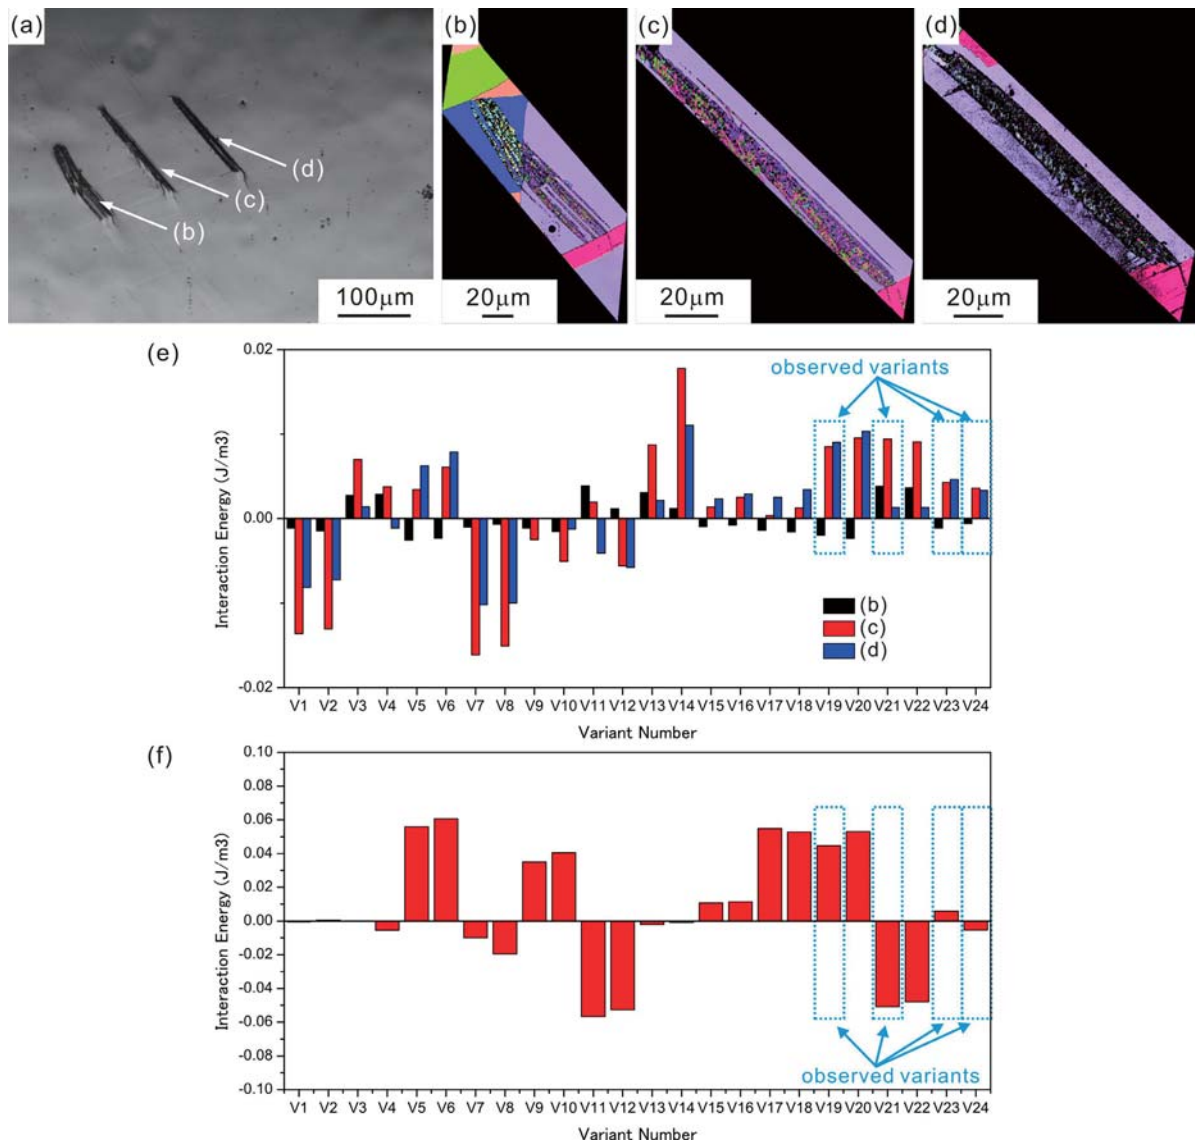 (a)
(b)
(c)
(d)
(d)
(c)
(b)
100μm
20μm
20μm
20μm
(e)
0.02
0.01
0.00
-0.01
-0.02
Interaction Energy (J/m3)
observed variants
(b)
(c)
(d)
V1 V2 V3 V4 V5 V6 V7 V8 V9 V10 V11 V12 V13 V14 V15 V16 V17 V18 V19 V20 V21 V22 V23 V24
Variant Number
(f)
0.10
0.08
0.06
0.04
0.02
0.00
-0.02
-0.04
-0.06
-0.08
-0.10
Interaction Energy (J/m3)
observed variants
V1 V2 V3 V4 V5 V6 V7 V8 V9 V10 V11 V12 V13 V14 V15 V16 V17 V18 V19 V20 V21 V22 V23 V24
Variant Number